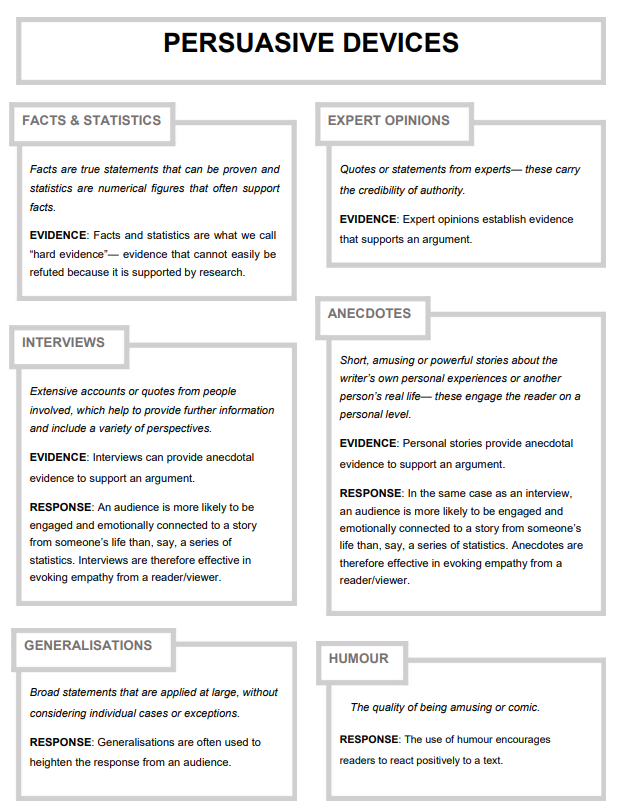 PERSUASIVE DEVICES
FACTS & STATISTICS
Facts are true statements that can be proven and
statistics are numerical figures that often support
facts.
EVIDENCE: Facts and statistics are what we call
“hard evidence”— evidence that cannot easily be
refuted because it is supported by research.
EXPERT OPINIONS
Quotes or statements from experts— these carry
the credibility of authority.
EVIDENCE: Expert opinions establish evidence
that supports an argument.
INTERVIEWS
Extensive accounts or quotes from people
involved, which help to provide further information
and include a variety of perspectives.
EVIDENCE: Interviews can provide anecdotal
evidence to support an argument.
RESPONSE: An audience is more likely to be
engaged and emotionally connected to a story
from someone’s life than, say, a series of
statistics. Interviews are therefore effective in
evoking empathy from a reader/viewer.
ANECDOTES
Short, amusing or powerful stories about the
writer’s own personal experiences or another
person’s real life— these engage the reader on a
personal level.
EVIDENCE: Personal stories provide anecdotal
evidence to support an argument.
RESPONSE: In the same case as an interview,
an audience is more likely to be engaged and
emotionally connected to a story from someone’s
life than, say, a series of statistics. Anecdotes are
therefore effective in evoking empathy from a
reader/viewer.
GENERALISATIONS
Broad statements that are applied at large, without
considering individual cases or exceptions.
RESPONSE: Generalisations are often used to
heighten the response from an audience.
HUMOUR
The quality of being amusing or comic.
RESPONSE: The use of humour encourages
readers to react positively to a text.